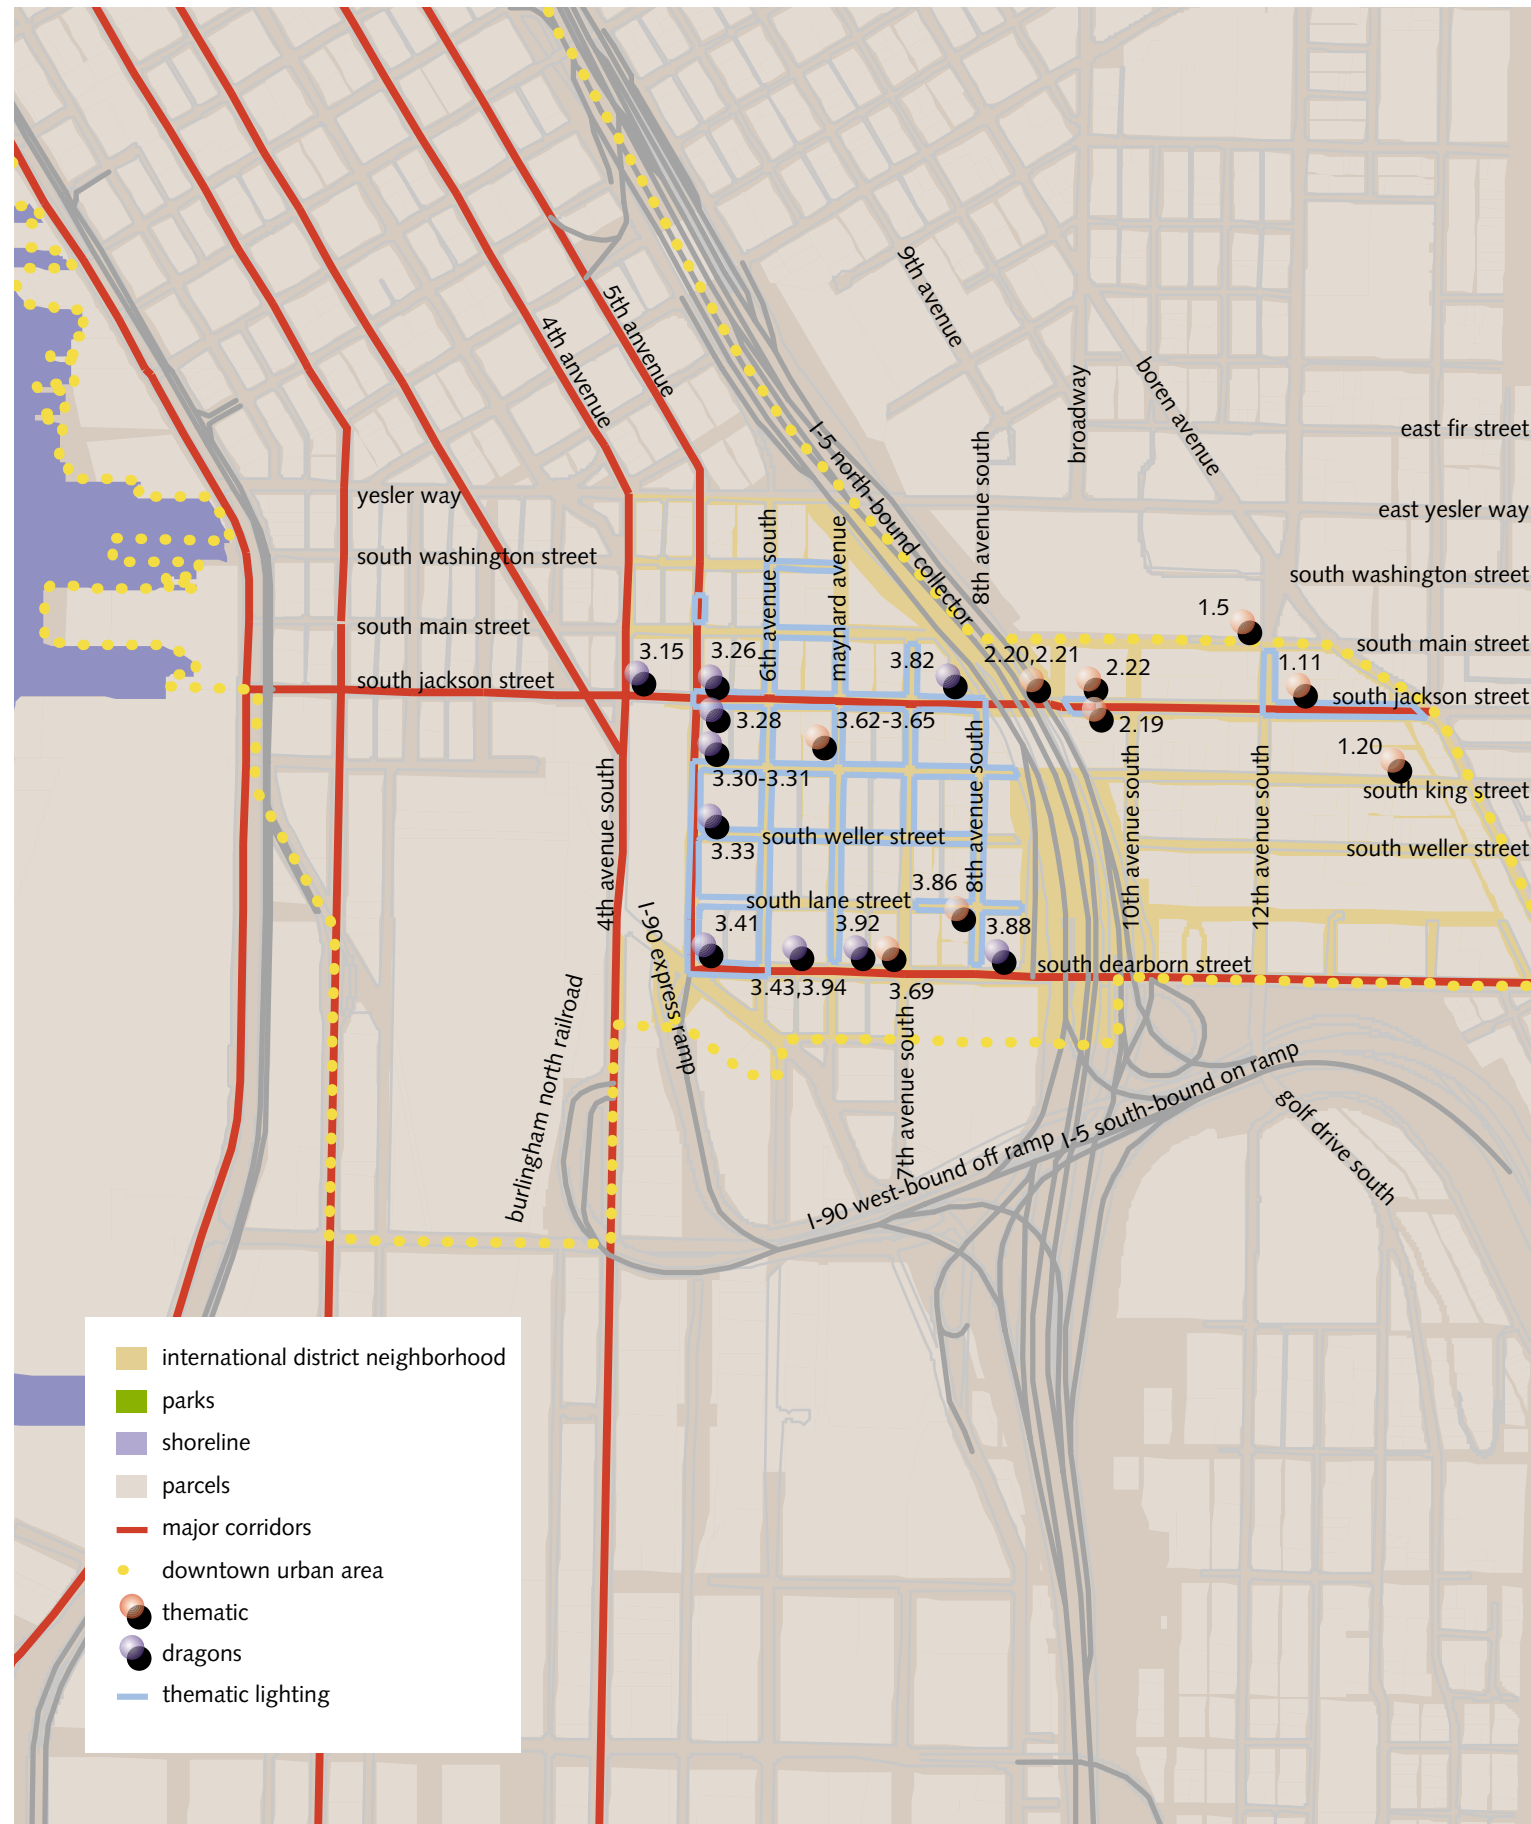 9th avenue
5th anvenue
4th anvenue
broadway
boren avenue
east fir street
I-5 north-bound collector
8th avenue south
yesler way
east yesler way
6th avenue south
maynard avenue
south washington street
south washington street
1.5
south main street
south main street
3.15
3.26
3.82
2.20,2.21
2.22
1.11
south jackson street
south jackson street
3.28
3.62-3.65
2.19
1.20
3.30-3.31
south king street
4th avenue south
8th avenue south
10th avenue south
12th avenue south
south weller street
south weller street
3.33
3.86
south lane street
I-90 express ramp
3.41
3.92
3.88
south dearborn street
3.43,3.94
3.69
burlingham north railroad
7th avenue south
I-90 west-bound off ramp
I-5 south-bound on ramp
golf drive south
international district neighborhood
parks
shoreline
parcels
major corridors
downtown urban area
thematic
dragons
thematic lighting